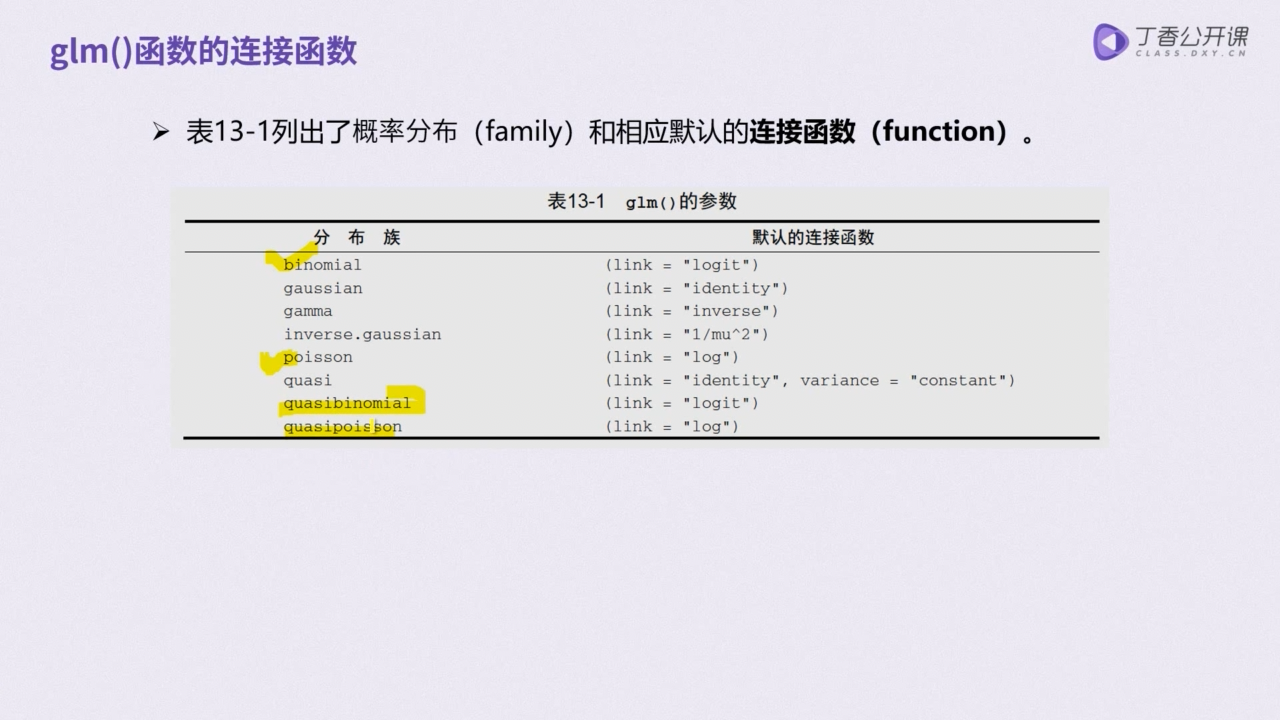 glm()函数的连接函数
丁香公开课
CLASS.DXY.CN
➢ 表13-1列出了概率分布（family）和相应默认的连接函数（function）。
表13-1 glm()的参数
分 布 族 默认的连接函数
binomial (link = "logit")
gaussian (link = "identity")
gamma (link = "inverse")
inverse.gaussian (link = "1/mu^2")
poisson (link = "log")
quasi (link = "identity", variance = "constant")
quasibinomial (link = "logit")
quasipoisson (link = "log")